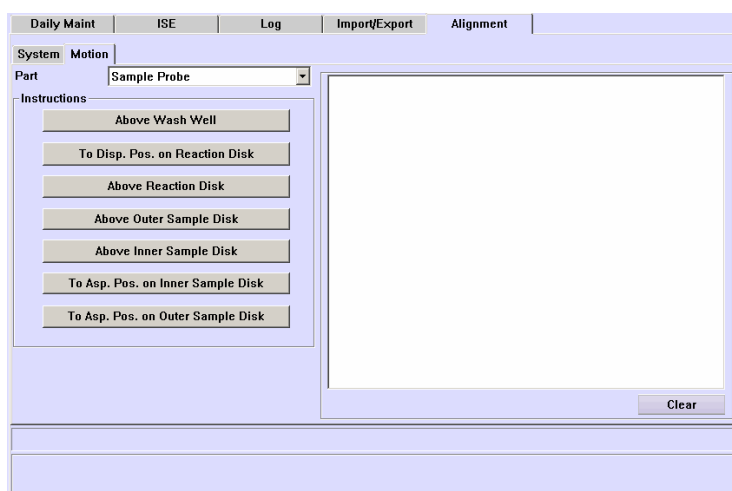 Daily Maint ISE Log Import/Export Alignment
System Motion
Part Sample Probe
Instructions
Above Wash Well
To Disp. Pos. on Reaction Disk
Above Reaction Disk
Above Outer Sample Disk
Above Inner Sample Disk
To Asp. Pos. on Inner Sample Disk
To Asp. Pos. on Outer Sample Disk
Clear